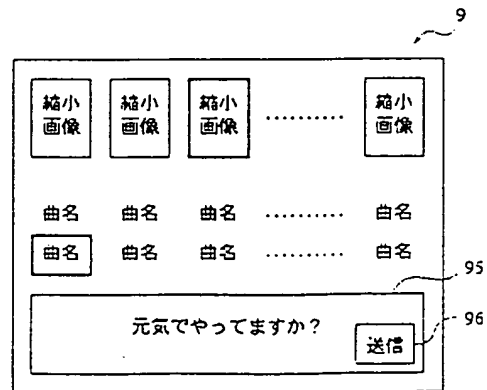 9
縮小 縮小 縮小 縮小
画像 画像 画像 ………… 画像
曲名 曲名 曲名 ………… 曲名
曲名 曲名 曲名 ………… 曲名
95
元気でやってますか?
送信 96